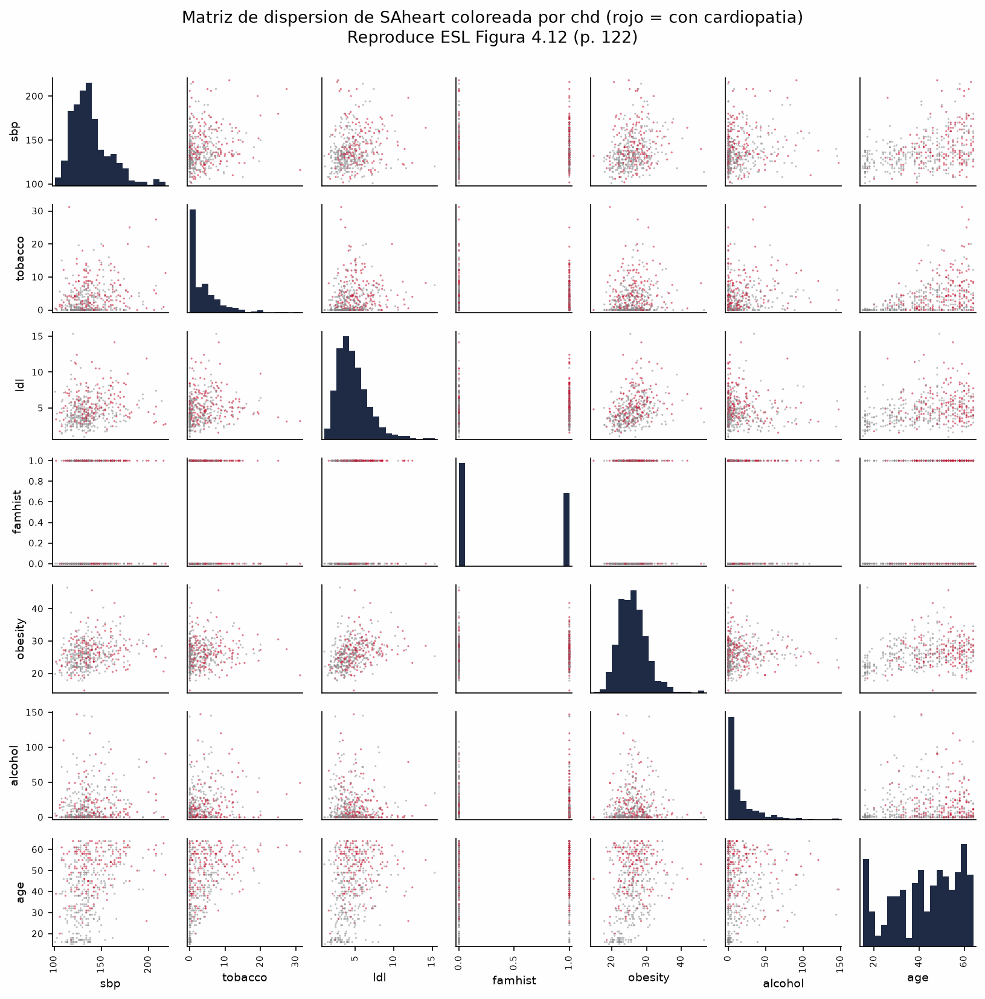 Matriz de dispersion de SAheart coloreada por chd (rojo = con cardiopatia)
Reproduce ESL Figura 4.12 (p. 122)
200
150
100
sbp
30
20
10
0
tobacco
15
10
5
ldl
1.0
0.8
0.6
0.4
0.2
0.0
famhist
40
30
20
obesity
150
100
50
0
alcohol
60
50
40
30
20
age
100 150 200
0 10 20 30
5 10 15
0.0 0.5 1.0
20 30 40
0 50 100 150
20 40 60
sbp tobacco ldl famhist obesity alcohol age